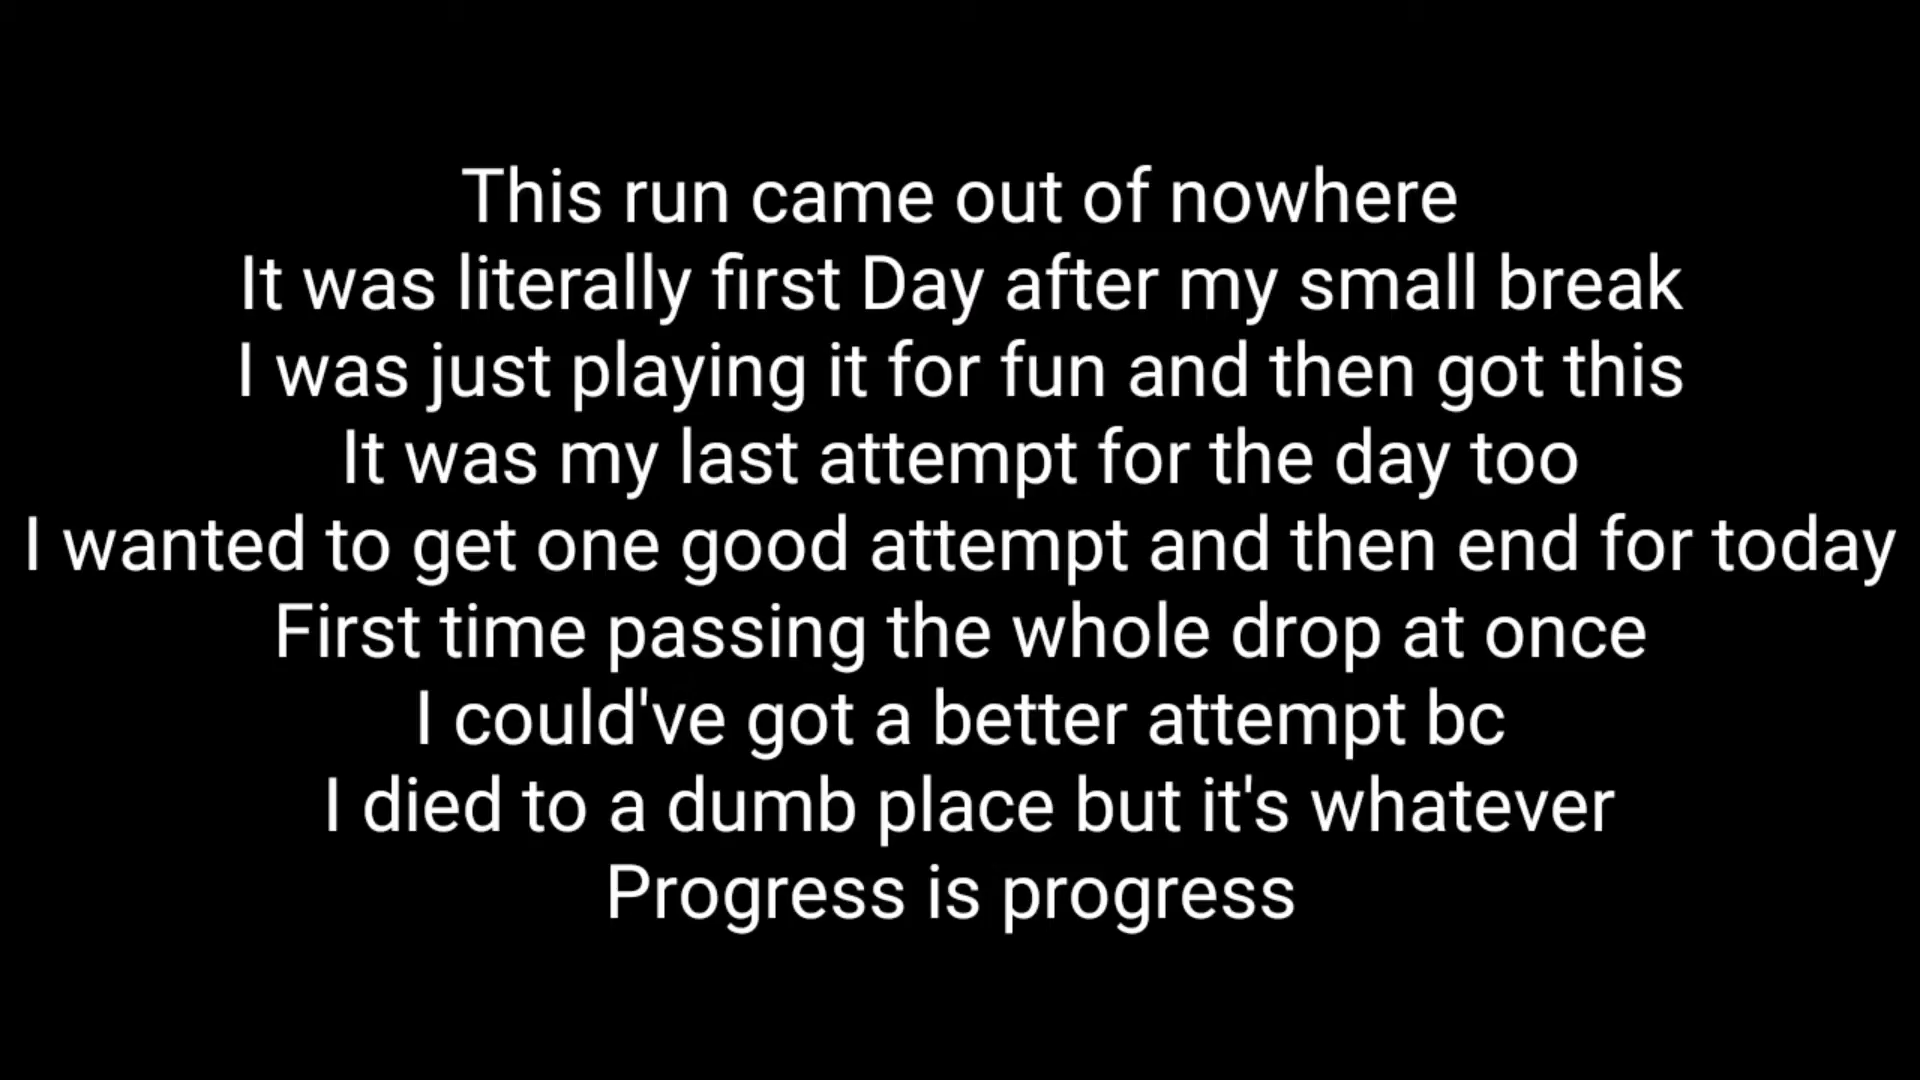 This run came out of nowhere
It was literally first Day after my small break
I was just playing it for fun and then got this
It was my last attempt for the day too
I wanted to get one good attempt and then end for today
First time passing the whole drop at once
I could've got a better attempt bc
I died to a dumb place but it's whatever
Progress is progress